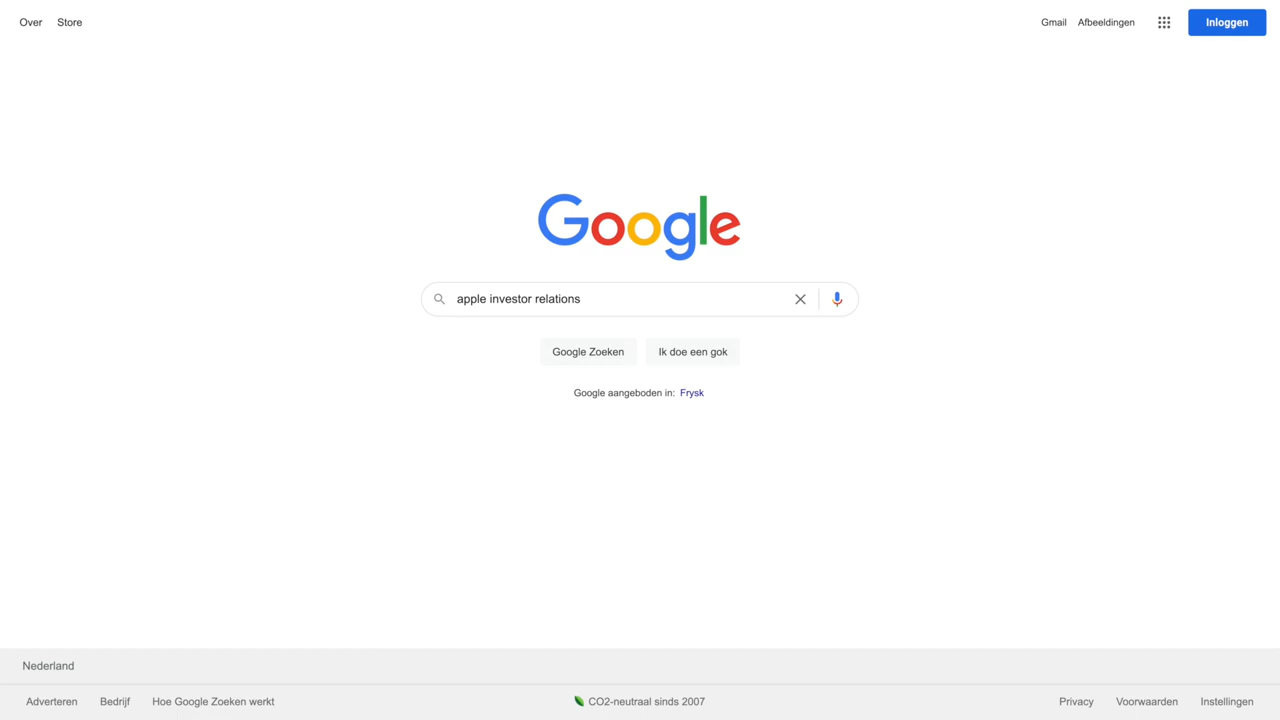 Over Store
Gmail Afbeeldingen Inloggen
Google
apple investor relations
Google Zoeken Ik doe een gok
Google aangeboden in: Frysk
Nederland
Adverteren Bedrijf Hoe Google Zoeken werkt CO2-neutraal sinds 2007 Privacy Voorwaarden Instellingen